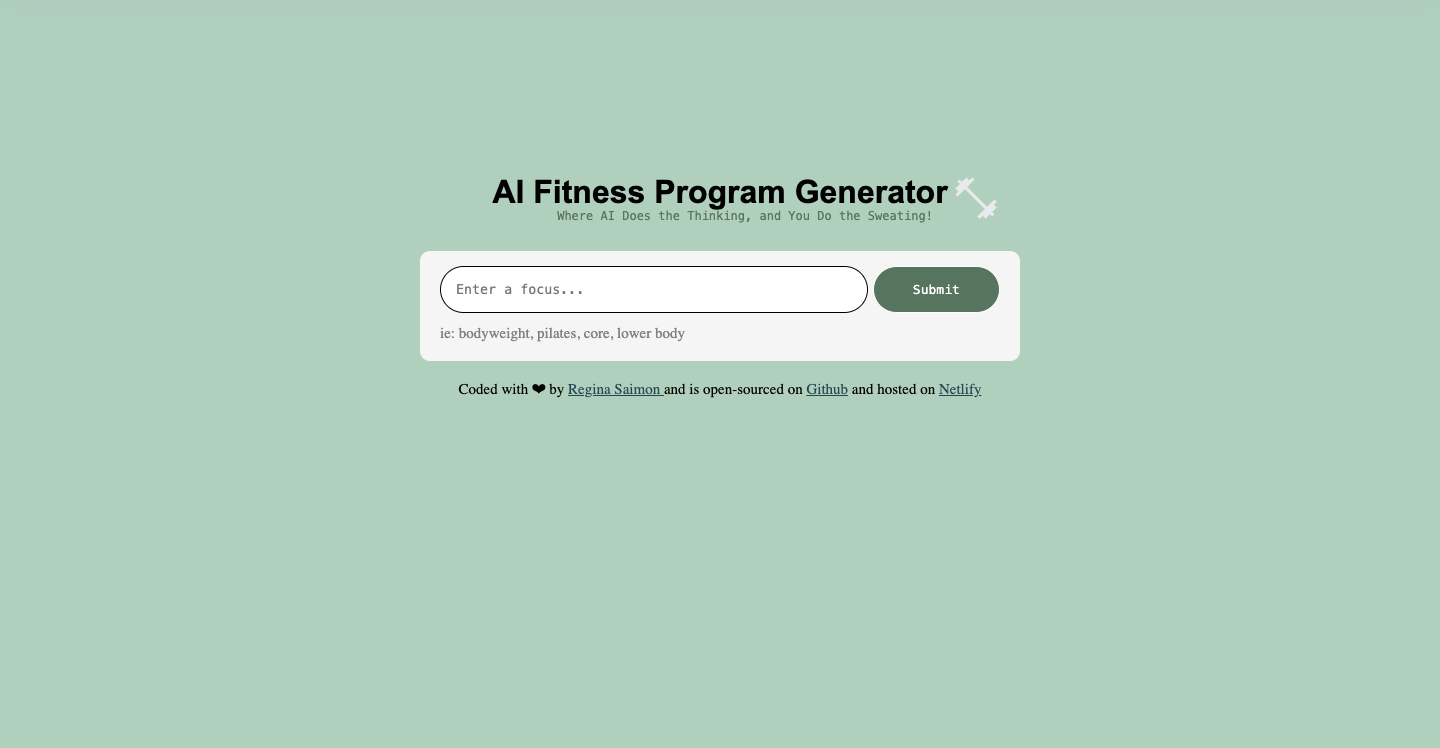 AI Fitness Program Generator
Where AI Does the Thinking, and You Do the Sweating!
Enter a focus...
Submit
ie: bodyweight, pilates, core, lower body
Coded with ❤ by Regina Saimon and is open-sourced on Github and hosted on Netlify